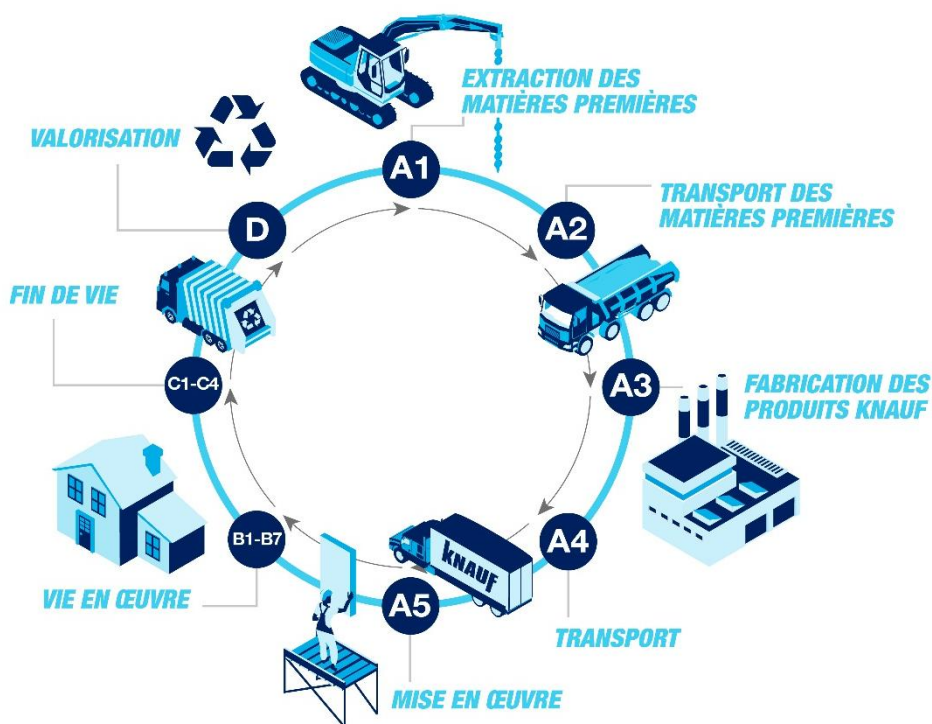 EXTRACTION DES
MATIÈRES PREMIÈRES
A1
TRANSPORT DES
MATIÈRES PREMIÈRES
A2
FABRICATION DES
PRODUITS KNAUF
A3
A4
TRANSPORT
KNAUF
A5
MISE EN ŒUVRE
B1-B7
VIE EN ŒUVRE
C1-C4
FIN DE VIE
D
VALORISATION